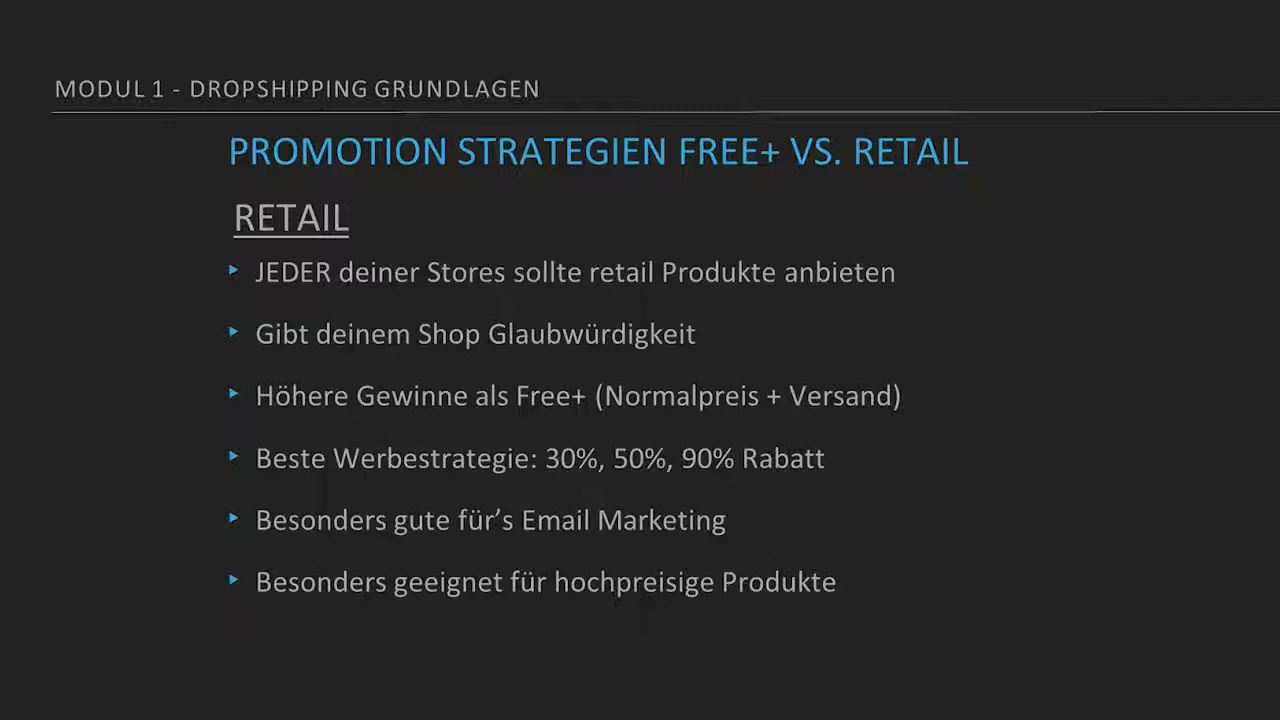 MODUL 1 - DROPSHIPPING GRUNDLAGEN
PROMOTION STRATEGIEN FREE+ VS. RETAIL
RETAIL
‣ JEDER deiner Stores sollte retail Produkte anbieten
‣ Gibt deinem Shop Glaubwürdigkeit
‣ Höhere Gewinne als Free+ (Normalpreis + Versand)
‣ Beste Werbestrategie: 30%, 50%, 90% Rabatt
‣ Besonders gute für’s Email Marketing
‣ Besonders geeignet für hochpreisige Produkte